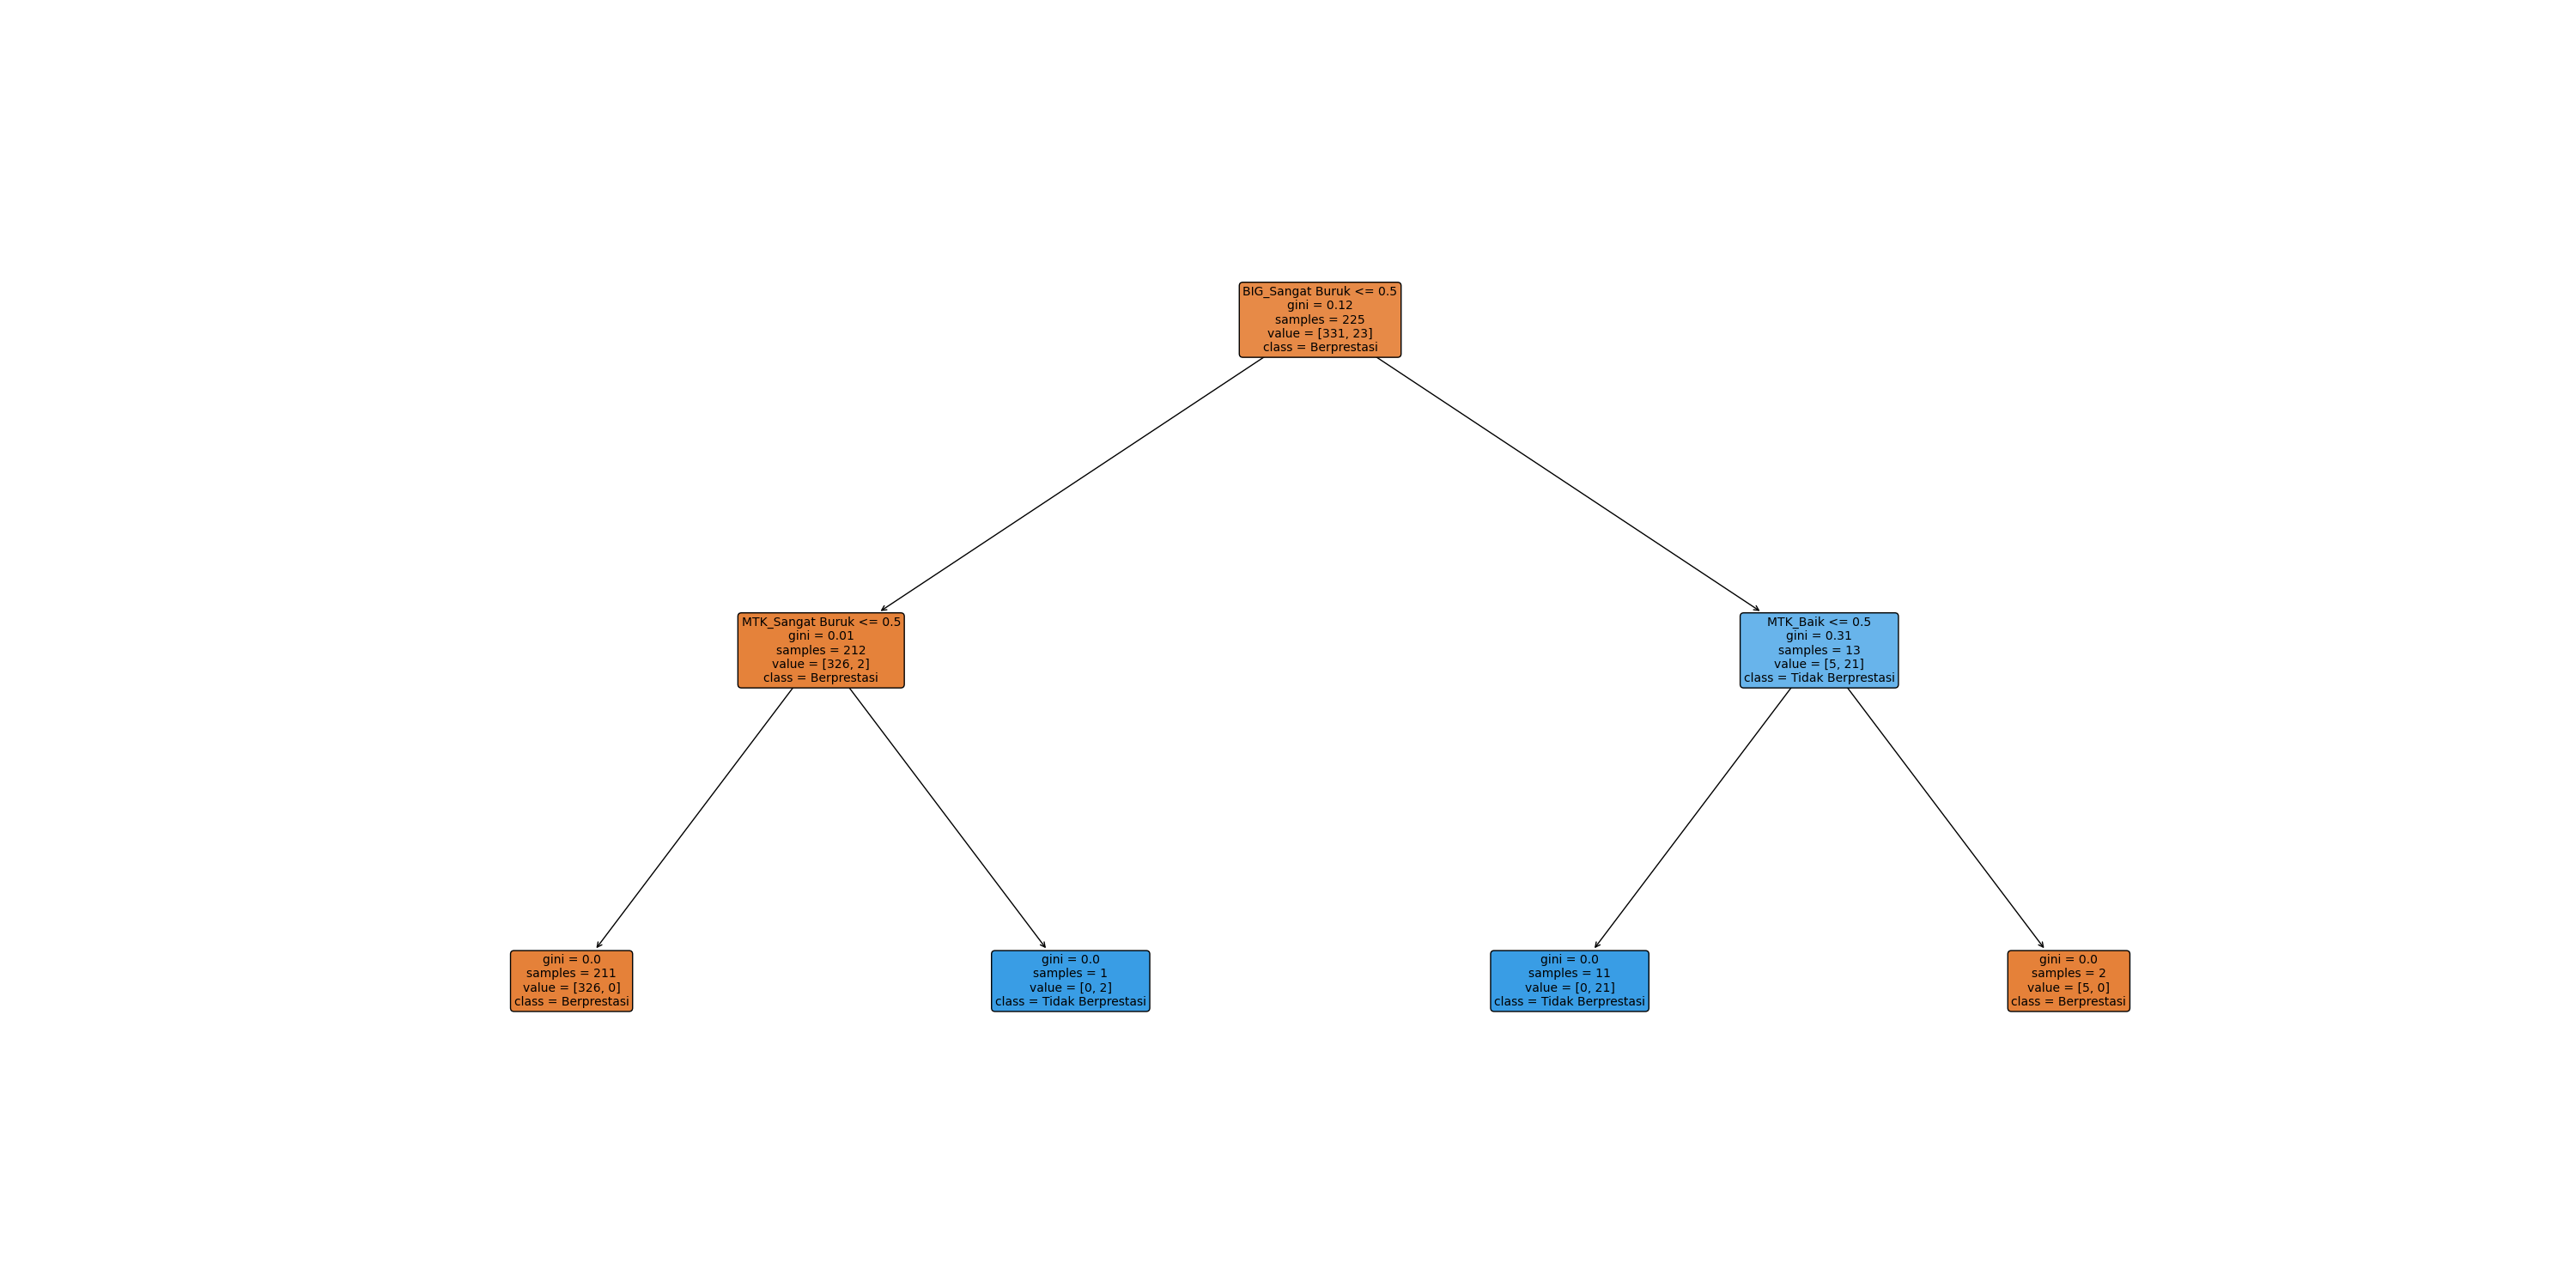 BIG_Sangat Buruk <= 0.5
gini = 0.12
samples = 225
value = [331, 23]
class = Berprestasi
MTK_Sangat Buruk <= 0.5
gini = 0.01
samples = 212
value = [326, 2]
class = Berprestasi
MTK_Baik <= 0.5
gini = 0.31
samples = 13
value = [5, 21]
class = Tidak Berprestasi
gini = 0.0
samples = 211
value = [326, 0]
class = Berprestasi
gini = 0.0
samples = 1
value = [0, 2]
class = Tidak Berprestasi
gini = 0.0
samples = 11
value = [0, 21]
class = Tidak Berprestasi
gini = 0.0
samples = 2
value = [5, 0]
class = Berprestasi